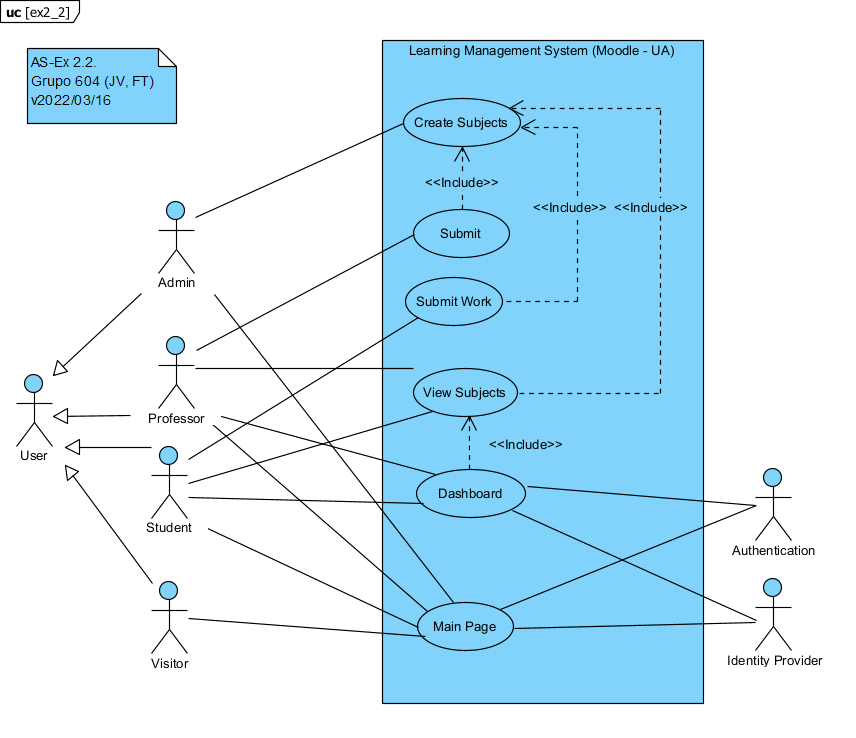 uc [ex2_2]
AS-Ex 2.2.
Grupo 604 (JV, FT)
v2022/03/16
Learning Management System (Moodle - UA)
Create Subjects
<<Include>>
<<Include>>
<<Include>>
Submit
Admin
Submit Work
View Subjects
Professor
User
<<Include>>
Dashboard
Student
Authentication
Main Page
Visitor
Identity Provider